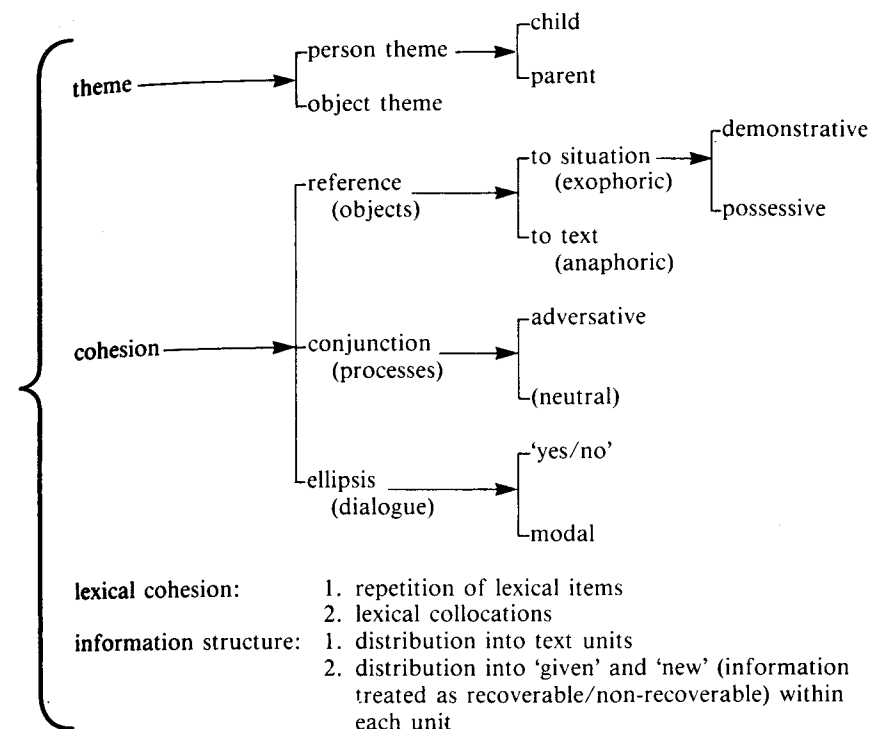 child
person theme
theme
parent
object theme
demonstrative
to situation
(exophoric)
reference
(objects)
possessive
to text
(anaphoric)
adversative
cohesion
conjunction
(processes)
(neutral)
'yes/no'
ellipsis
(dialogue)
modal
lexical cohesion: 1. repetition of lexical items
2. lexical collocations
information structure: 1. distribution into text units
2. distribution into 'given' and 'new' (information
treated as recoverable/non-recoverable) within
each unit